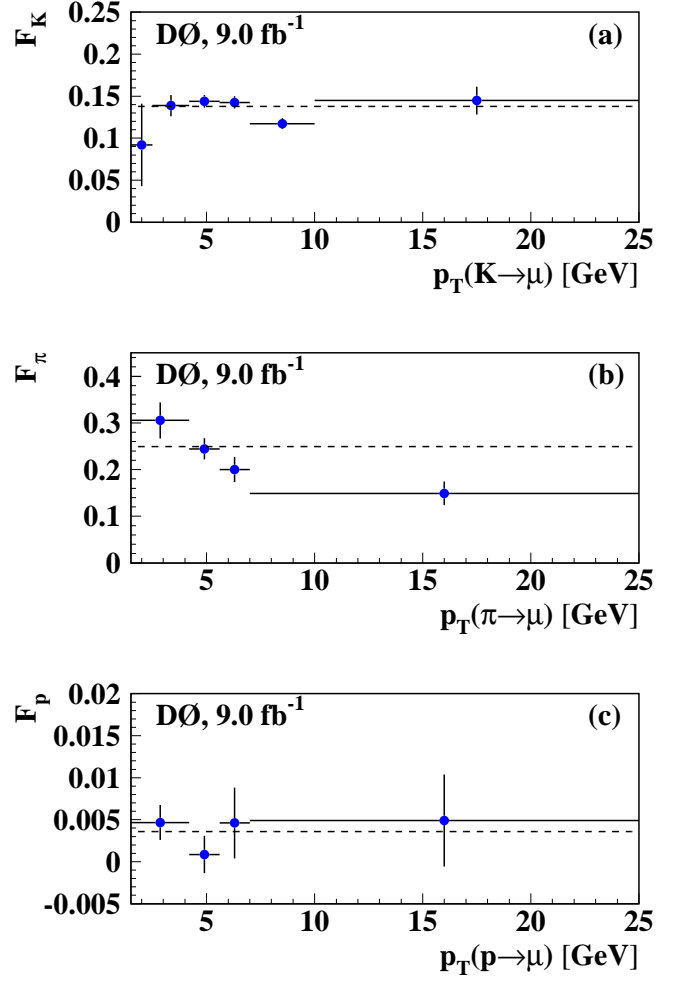 F_K
0.25
DØ, 9.0 fb⁻¹ (a)
0.2
0.15
0.1
0.05
0
5 10 15 20 25
p_T(K→μ) [GeV]
F_π
DØ, 9.0 fb⁻¹ (b)
0.4
0.3
0.2
0.1
0
5 10 15 20 25
p_T(π→μ) [GeV]
F_p
0.02
DØ, 9.0 fb⁻¹ (c)
0.015
0.01
0.005
0
-0.005
5 10 15 20 25
p_T(p→μ) [GeV]